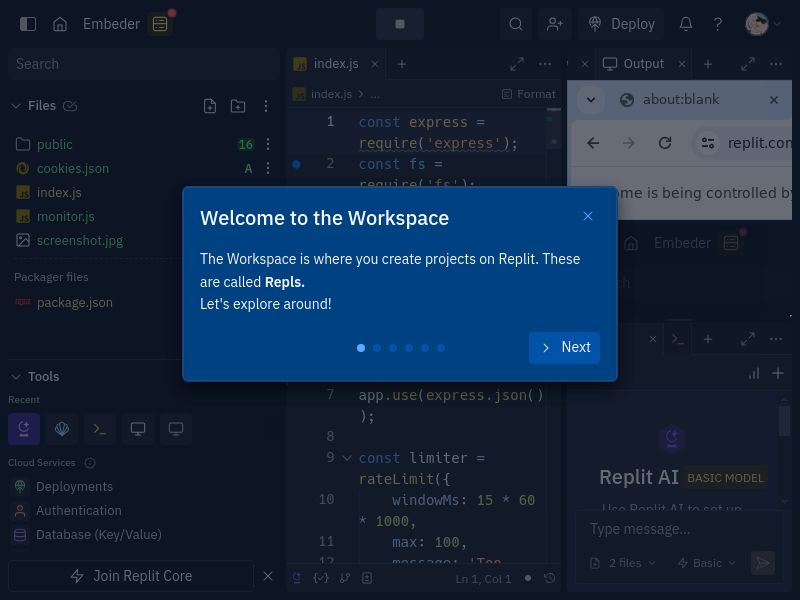 Embeder
Deploy
Search
Files
public
16
cookies.json
A
index.js
monitor.js
screenshot.jpg
Packager files
package.json
Tools
Recent
Cloud Services
Deployments
Authentication
Database (Key/Value)
Join Replit Core
index.js
index.js > ...
Format
1 const express =
require('express');
2 const fs =
require('fs');
7 app.use(express.json()
);
8
9 const limiter =
rateLimit({
10 windowMs: 15 * 60
* 1000,
11 max: 100,
12 message: 'Too
Ln 1, Col 1
Output
about:blank
replit.com
ome is being controlled by
Embeder
Welcome to the Workspace
The Workspace is where you create projects on Replit. These
are called Repls.
Let's explore around!
Next
Replit AI BASIC MODEL
Use Replit AI to set up
Type message...
2 files
Basic